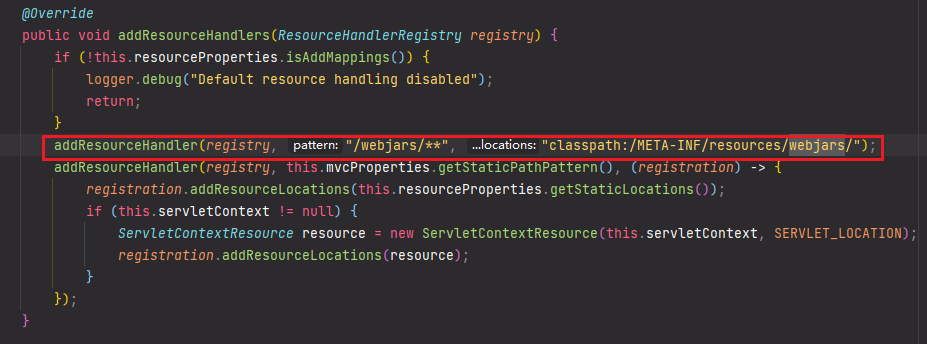 @Override
public void addResourceHandlers(ResourceHandlerRegistry registry) {
if (!this.resourceProperties.isAddMappings()) {
logger.debug("Default resource handling disabled");
return;
}
addResourceHandler(registry, pattern: "/webjars/**", ...locations: "classpath:/META-INF/resources/webjars/");
addResourceHandler(registry, this.mvcProperties.getStaticPathPattern(), (registration) -> {
registration.addResourceLocations(this.resourceProperties.getStaticLocations());
if (this.servletContext != null) {
ServletContextResource resource = new ServletContextResource(this.servletContext, SERVLET_LOCATION);
registration.addResourceLocations(resource);
}
});
}